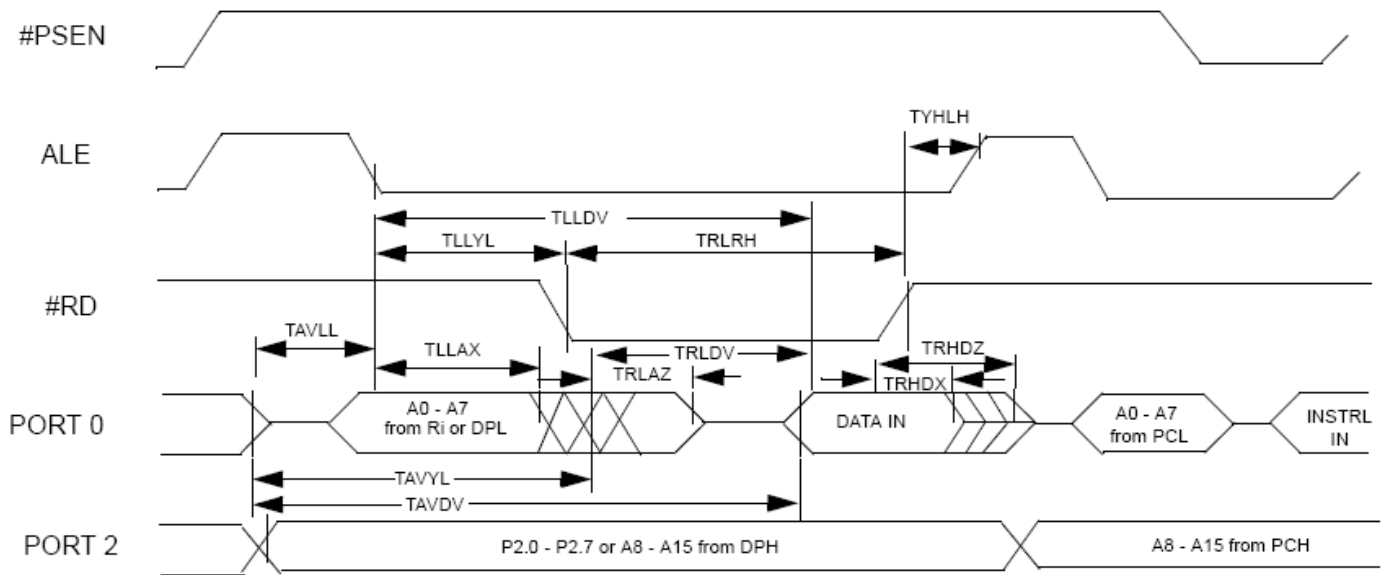 #PSEN
TYHLH
ALE
TLLDV
TLLYL
TRLRH
#RD
TAVLL
TLLAX
TRLDV
TRHDZ
TRLAZ
TRHDX
PORT 0
A0 - A7
from Ri or DPL
DATA IN
A0 - A7
from PCL
INSTRL
IN
TAVYL
TAVDV
PORT 2
P2.0 - P2.7 or A8 - A15 from DPH
A8 - A15 from PCH